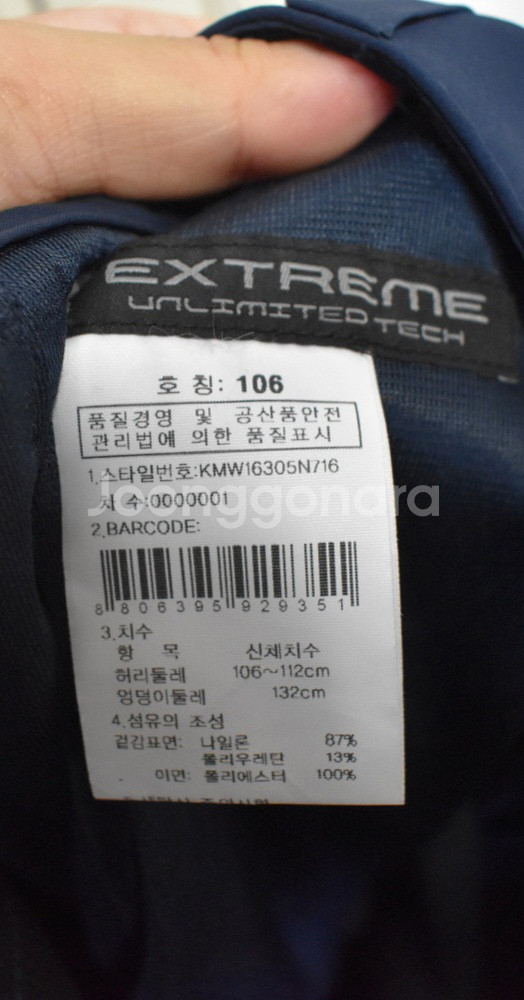 EXTREME
UNLIMITED TECH
호 칭: 106
품질경영 및 공산품안전
관리법에 의한 품질표시
1.스타일번호:KMW16305N716
차 수:0000001
Joonggonara
2.BARCODE:
8 806395 929351
3.치수
항 목 신체치수
허리둘레 106~112cm
엉덩이둘레 132cm
4.섬유의 조성
겉감표면: 나일론 87%
폴리우레탄 13%
이면: 폴리에스터 100%